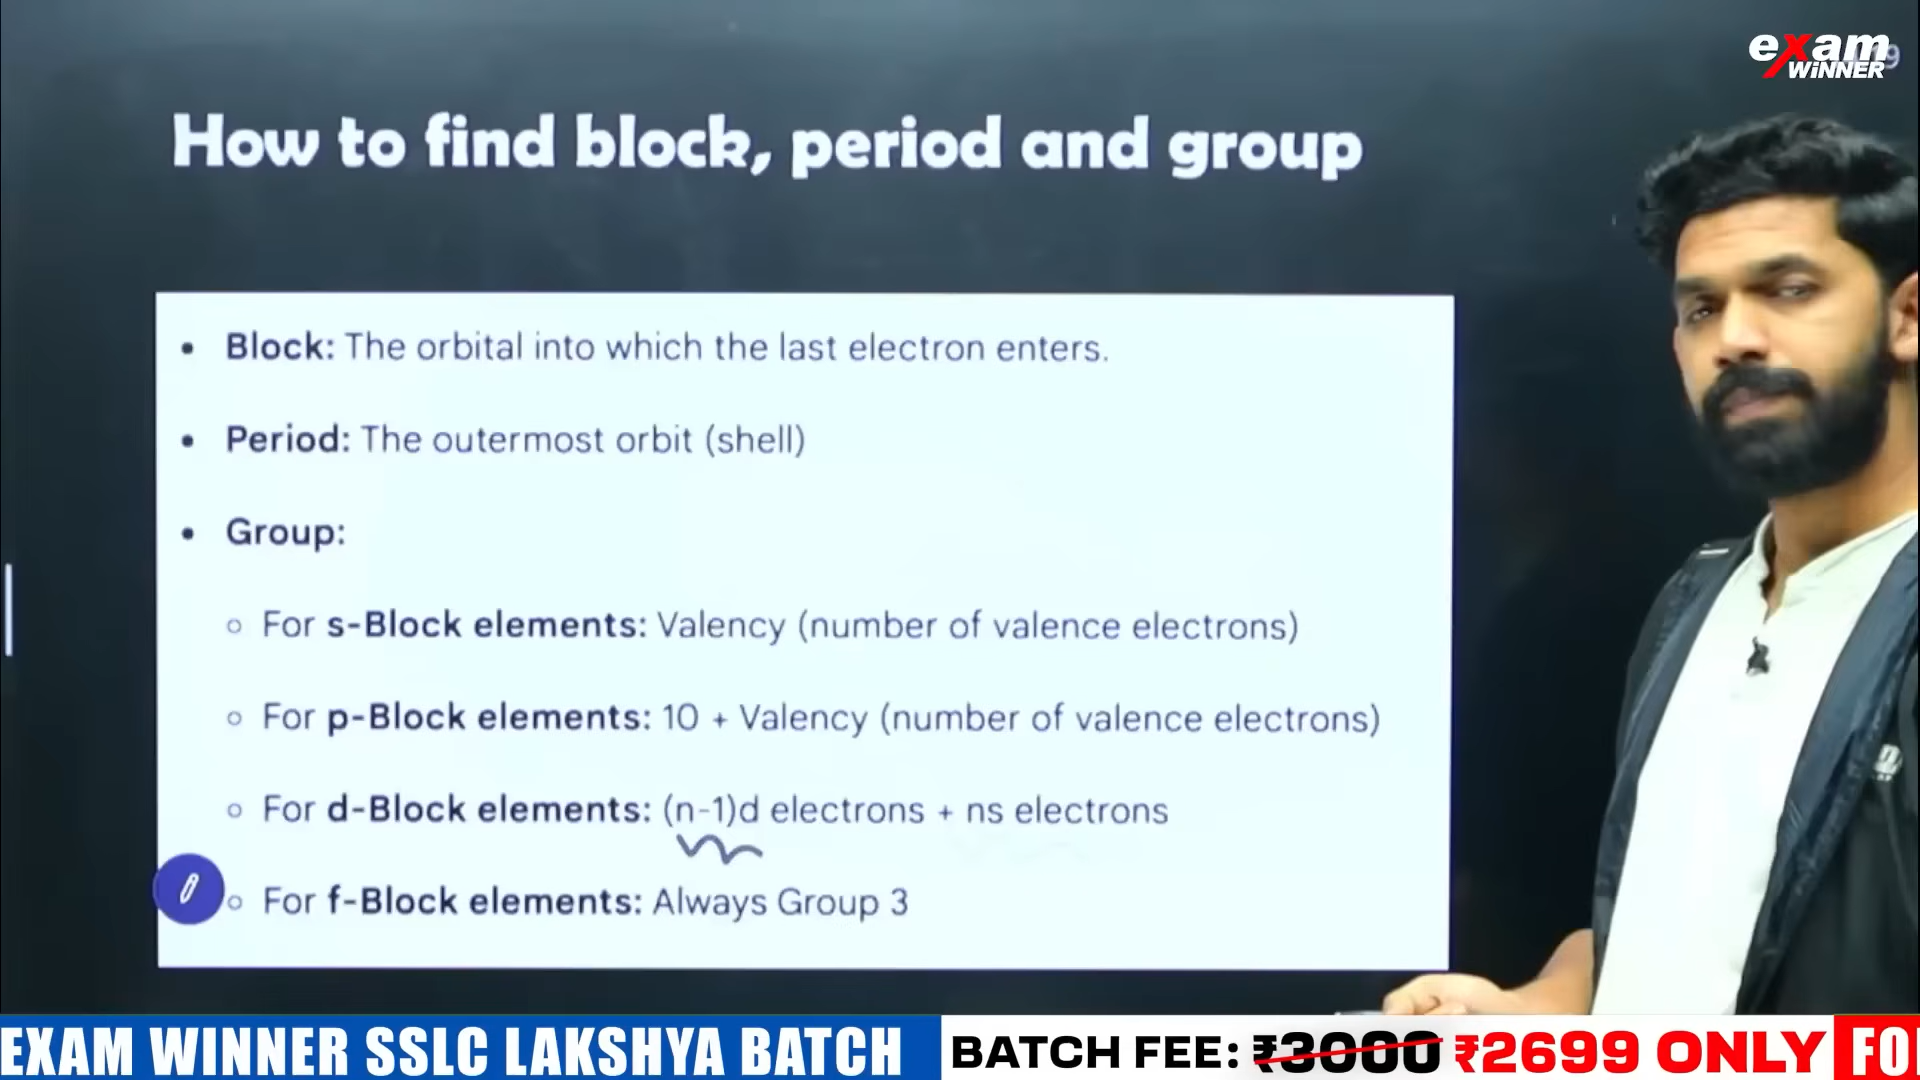 exam
WINNER
How to find block, period and group
• Block: The orbital into which the last electron enters.
• Period: The outermost orbit (shell)
• Group:
○ For s-Block elements: Valency (number of valence electrons)
○ For p-Block elements: 10 + Valency (number of valence electrons)
○ For d-Block elements: (n-1)d electrons + ns electrons
○ For f-Block elements: Always Group 3
EXAM WINNER SSLC LAKSHYA BATCH BATCH FEE: ₹3000 ₹2699 ONLY